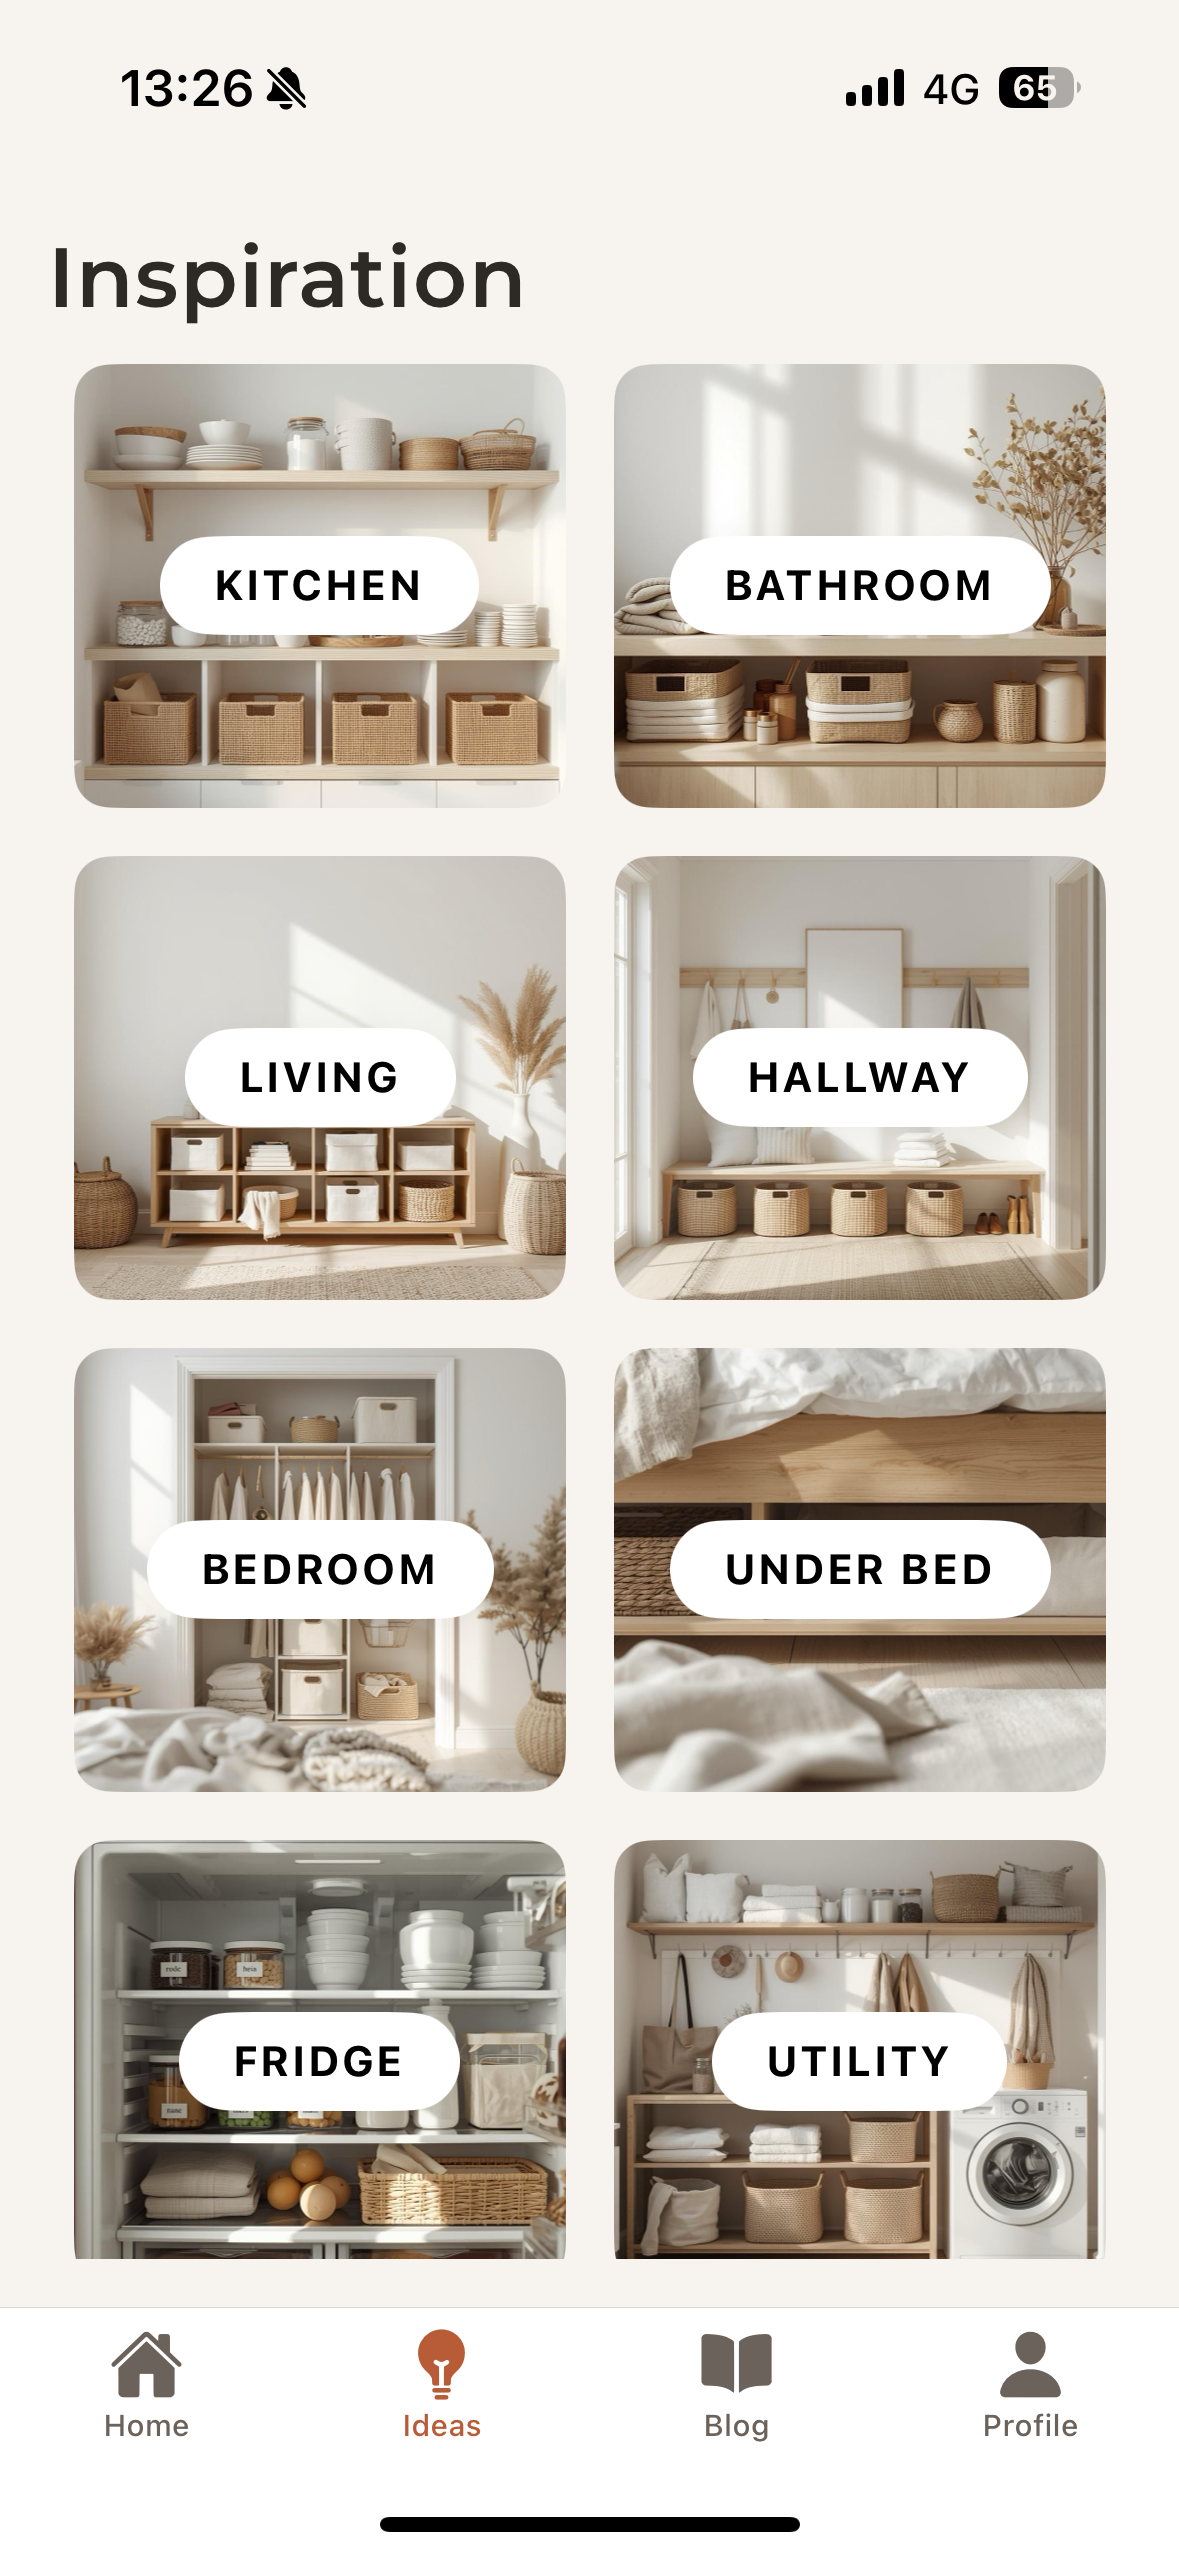 13:26
4G 65
Inspiration
KITCHEN
BATHROOM
LIVING
HALLWAY
BEDROOM
UNDER BED
FRIDGE
UTILITY
Home
Ideas
Blog
Profile